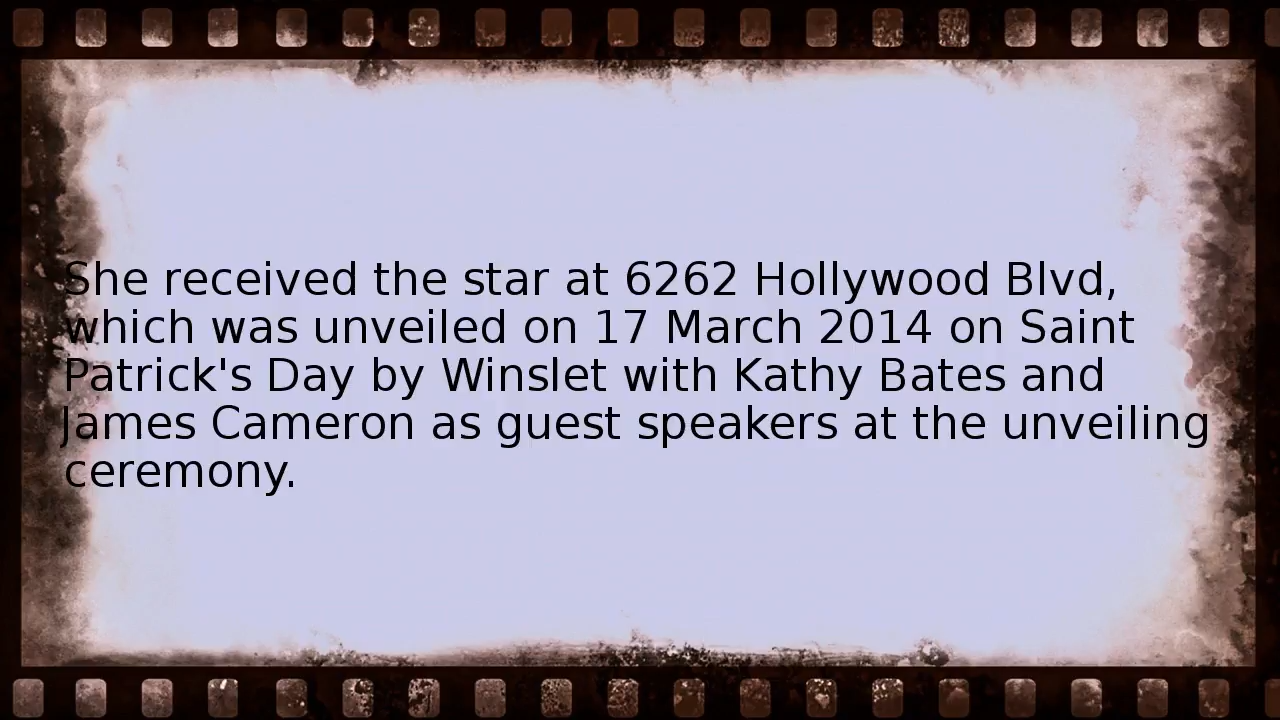 She received the star at 6262 Hollywood Blvd,
which was unveiled on 17 March 2014 on Saint
Patrick's Day by Winslet with Kathy Bates and
James Cameron as guest speakers at the unveiling
ceremony.